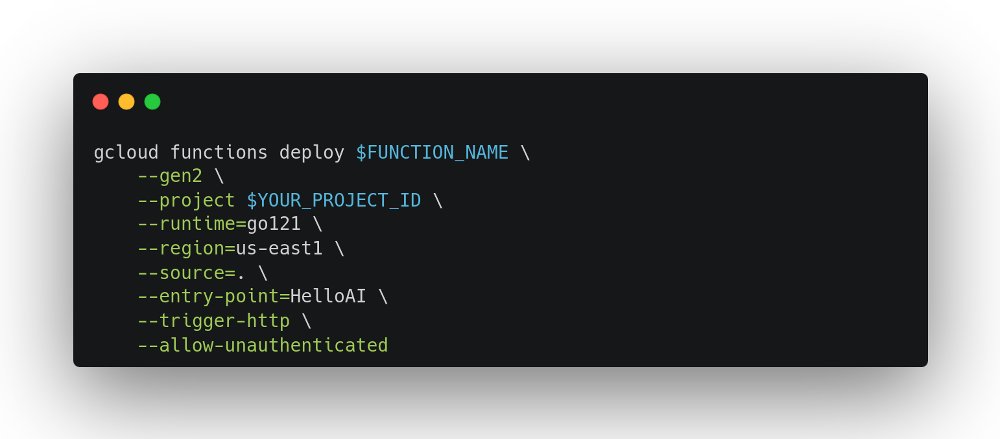 gcloud functions deploy $FUNCTION_NAME \
    --gen2 \
    --project $YOUR_PROJECT_ID \
    --runtime=go121 \
    --region=us-east1 \
    --source=. \
    --entry-point=HelloAI \
    --trigger-http \
    --allow-unauthenticated